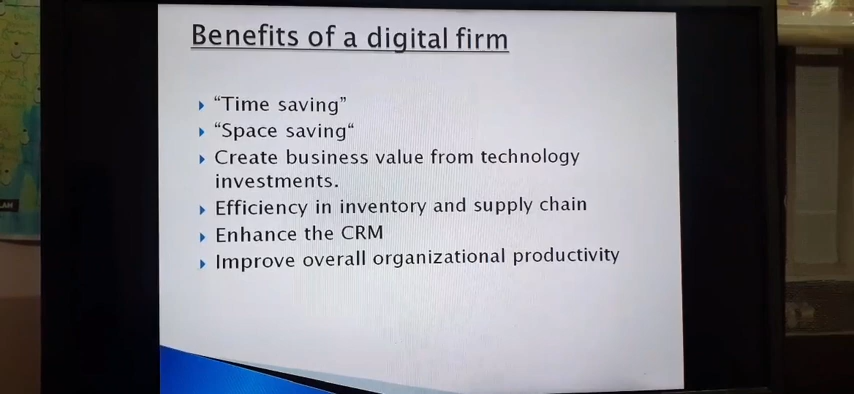 Benefits of a digital firm
“Time saving”
“Space saving“
Create business value from technology
investments.
Efficiency in inventory and supply chain
Enhance the CRM
Improve overall organizational productivity